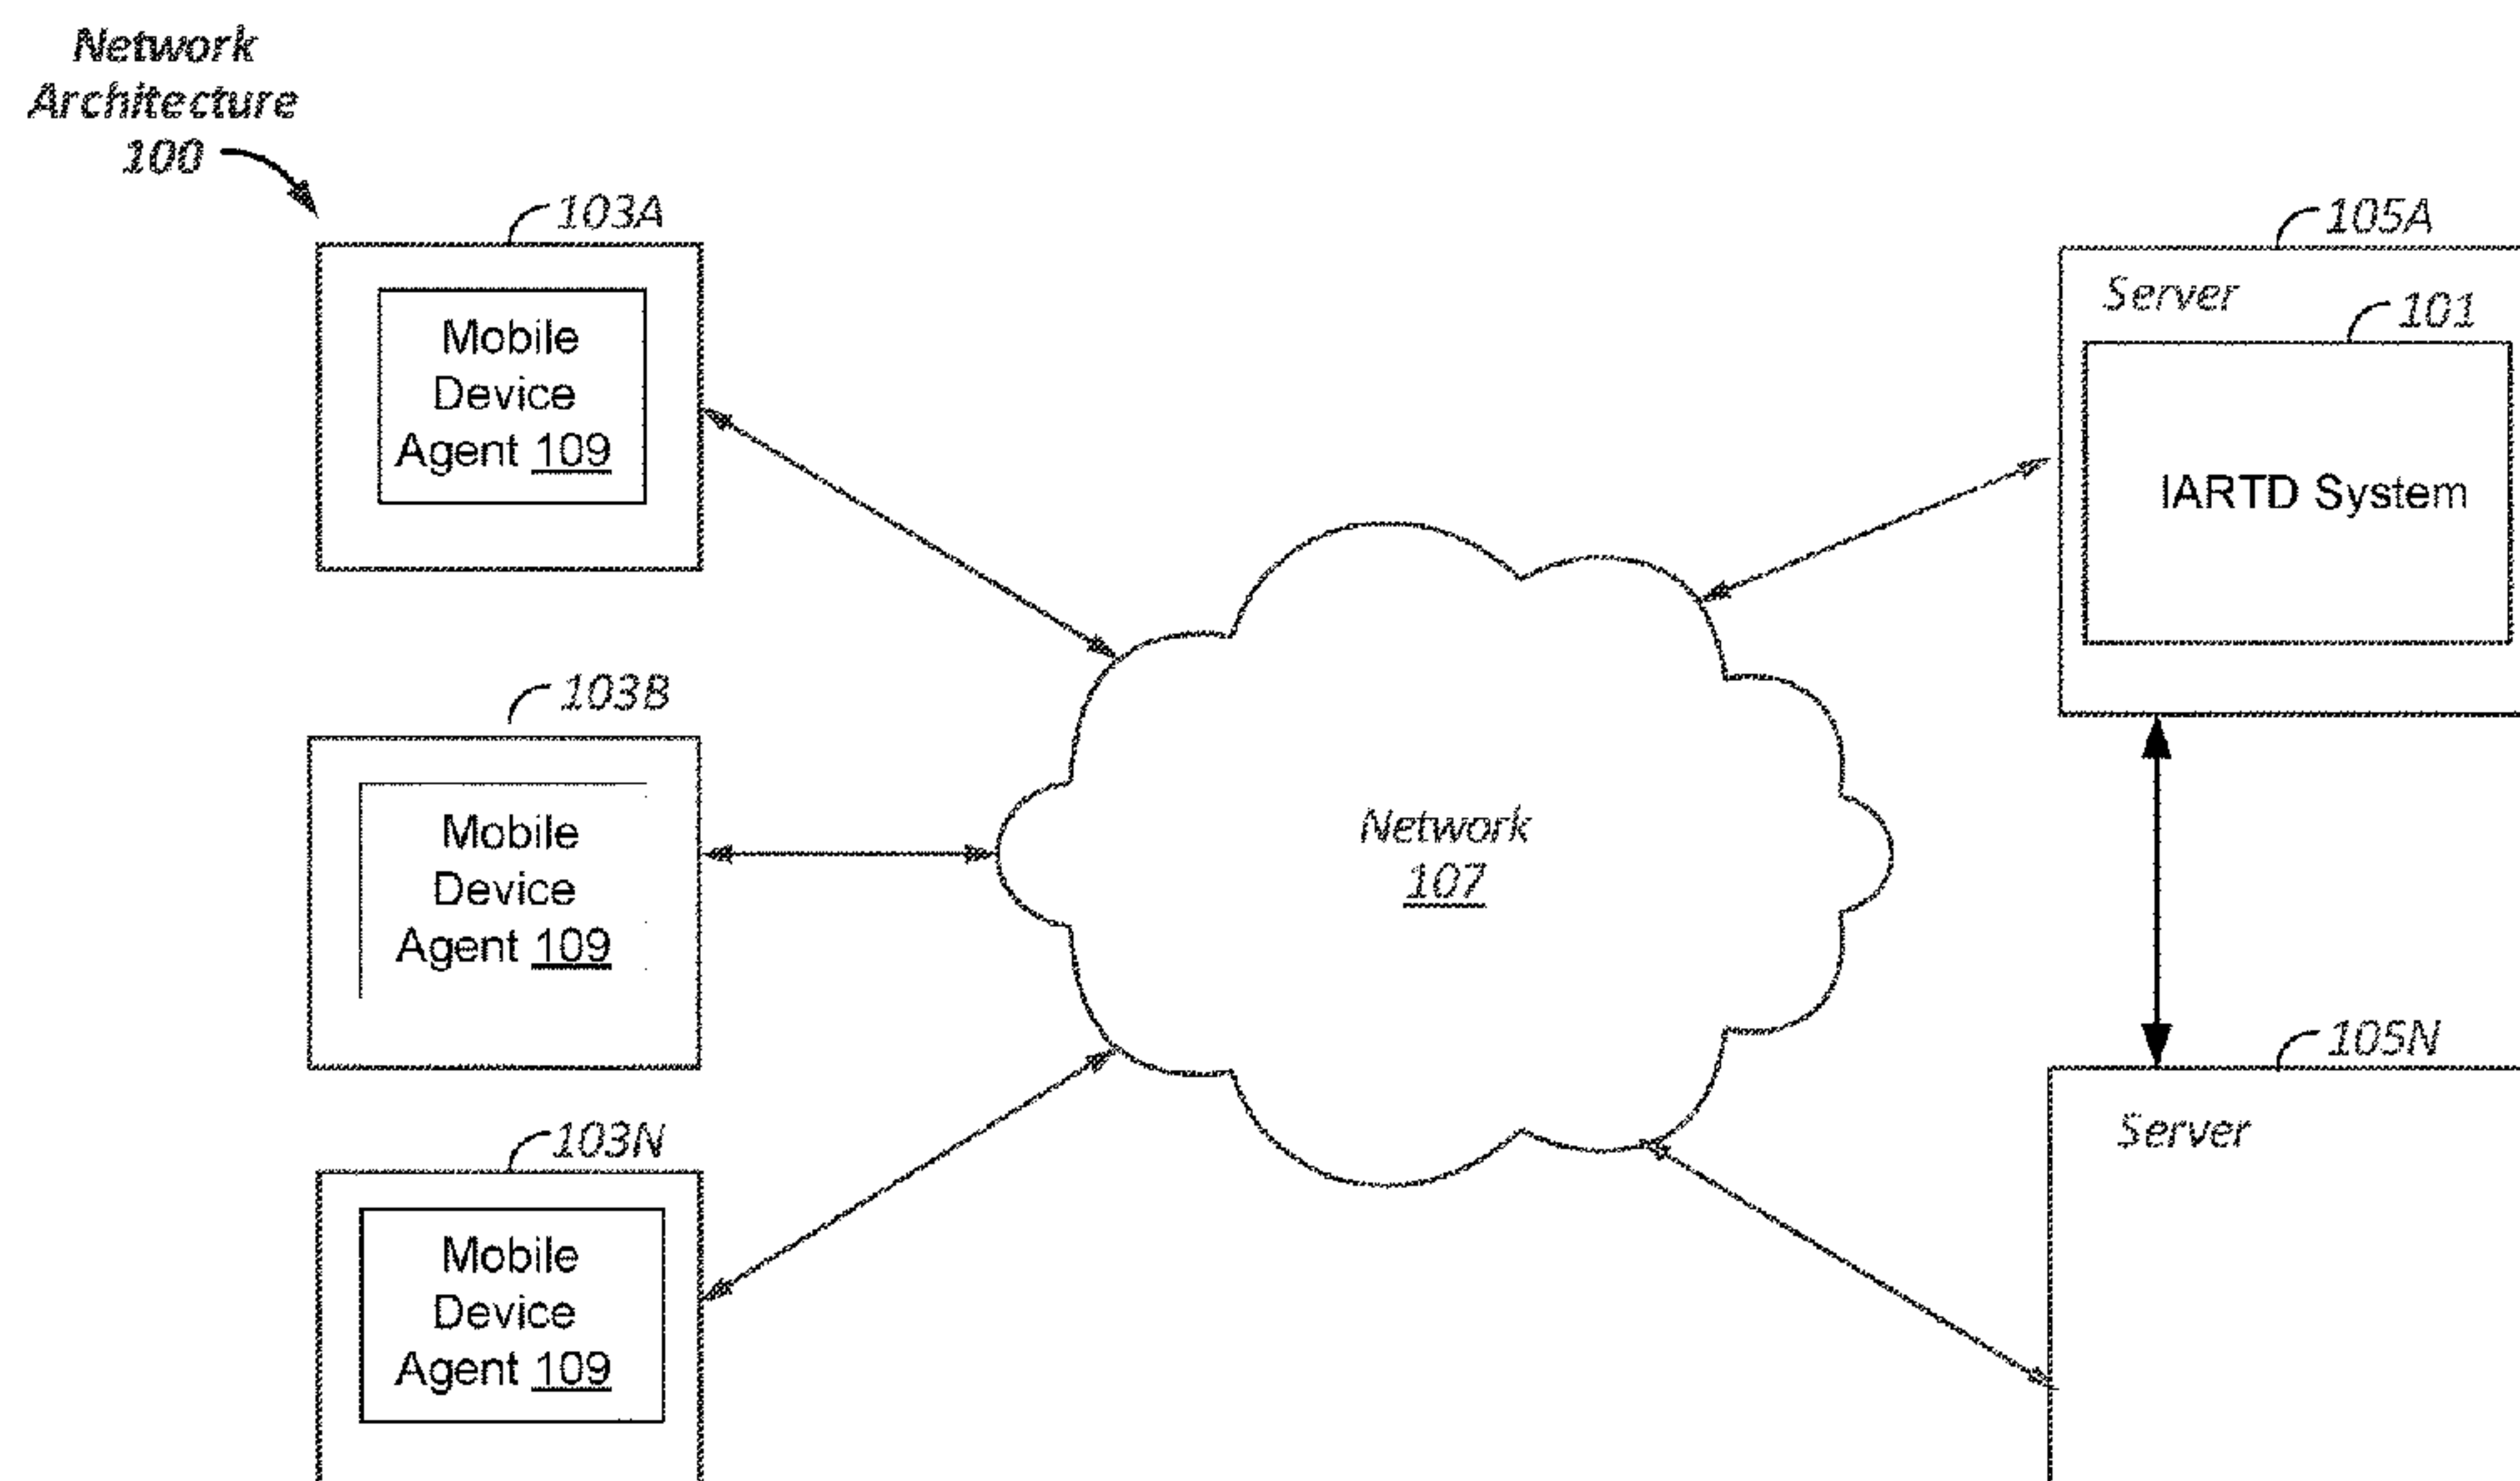 Network
Architecture
100
103A
Mobile
Device
Agent 109
105A
Server
101
IARTD System
103B
Mobile
Device
Agent 109
Network
107
103N
Mobile
Device
Agent 109
105N
Server